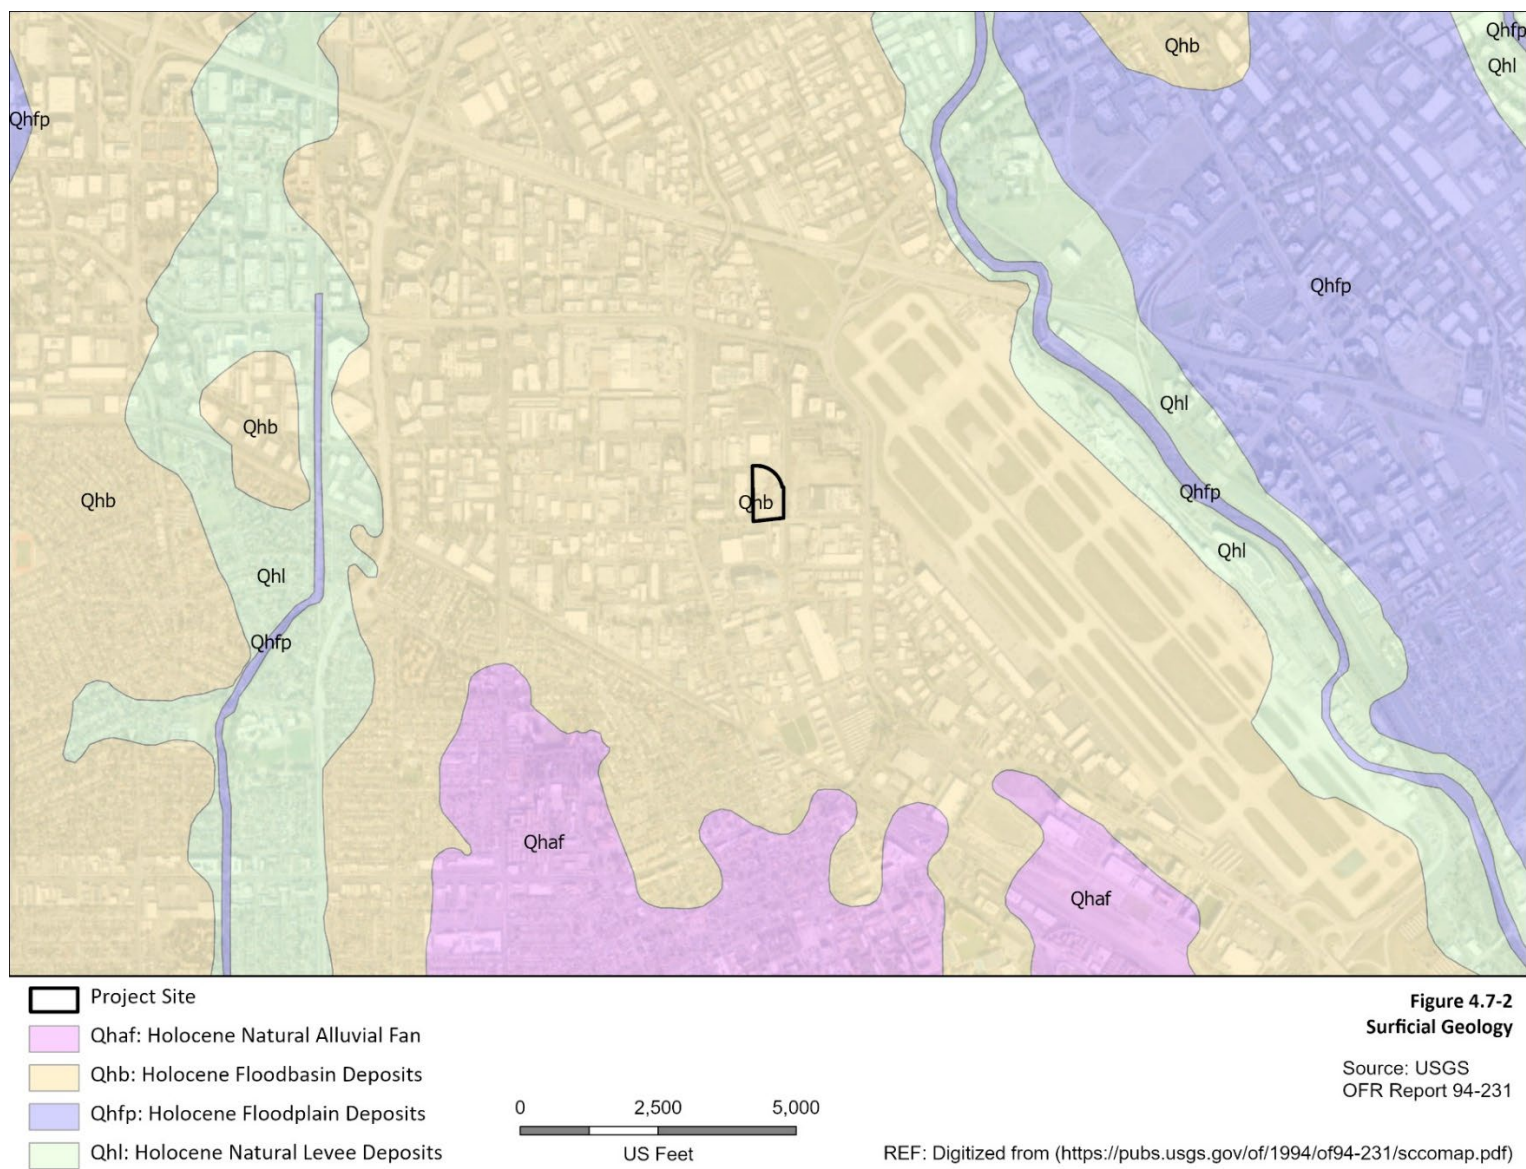 Qhfp
Qhb
Qhl
Qhfp
Qhfp
Qhl
Qhb
Qhb
Qhb
Qhfp
Qhl
Qhl
Qhfp
Qhaf
Qhaf
Project Site
Qhaf: Holocene Natural Alluvial Fan
Qhb: Holocene Floodbasin Deposits
Qhfp: Holocene Floodplain Deposits
Qhl: Holocene Natural Levee Deposits
0 2,500 5,000
US Feet
Figure 4.7-2
Surficial Geology
Source: USGS
OFR Report 94-231
REF: Digitized from (https://pubs.usgs.gov/of/1994/of94-231/sccomap.pdf)